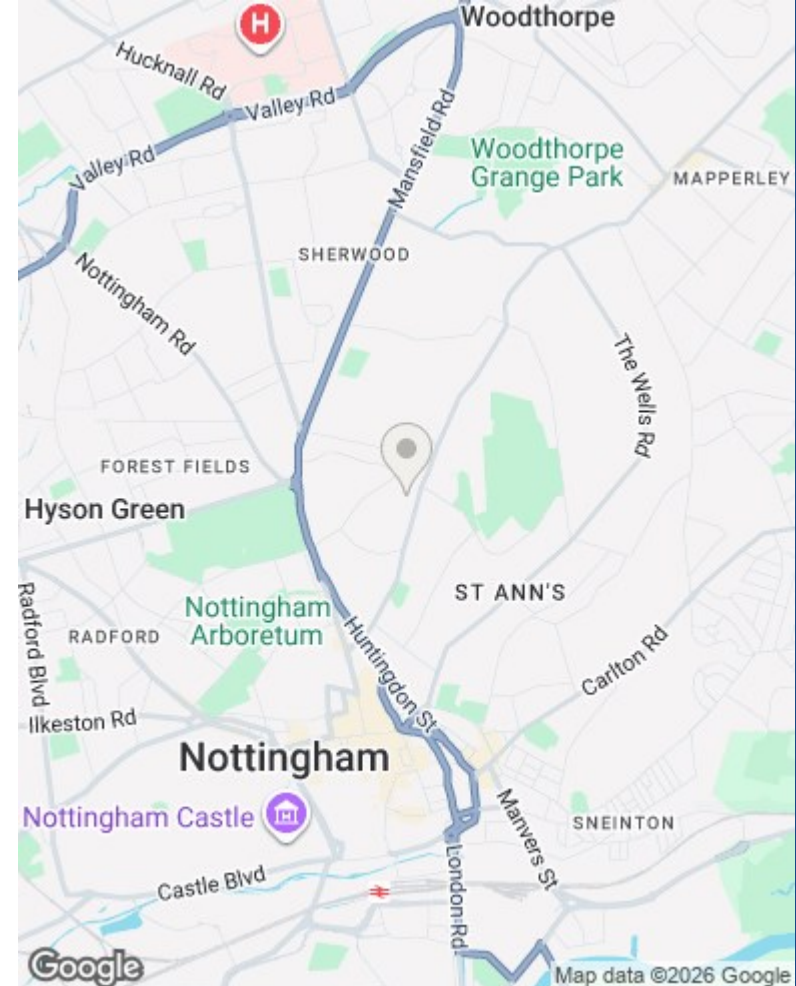 Woodthorpe
H
Hucknall Rd
Valley Rd
Mansfield Rd
Valley Rd
Woodthorpe
Grange Park
MAPPERLEY
SHERWOOD
Nottingham Rd
The Wells Rd
FOREST FIELDS
Hyson Green
ST ANN'S
Nottingham
Arboretum
Radford Blvd
RADFORD
Huntingdon St
Carlton Rd
Ilkeston Rd
Nottingham
Nottingham Castle
Manvers St
SNEINTON
London Rd
Castle Blvd
Google
Map data ©2026 Google